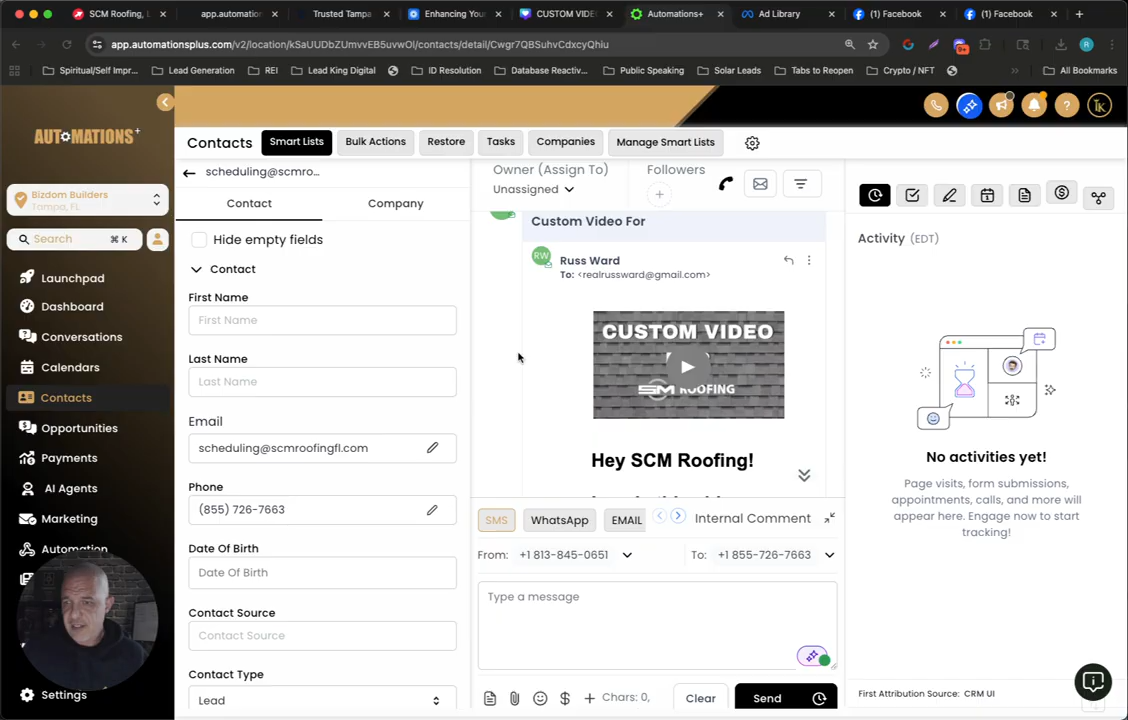 SCM Roofing, L
app.automation
Trusted Tampa
Enhancing Your
CUSTOM VIDE
Automations+
Ad Library
(1) Facebook
(1) Facebook
app.automationsplus.com/v2/location/kSaUUDbZUmvvEB5uvwOl/contacts/detail/Cwgr7QBSuhvCdxcyQhiu
Spiritual/Self Impr...
Lead Generation
REI
Lead King Digital
ID Resolution
Database Reactiv...
Public Speaking
Solar Leads
Tabs to Reopen
Crypto / NFT
All Bookmarks
AUTOMATIONS+
Bizdom Builders
Tampa, FL
Search
⌘ K
Launchpad
Dashboard
Conversations
Calendars
Contacts
Opportunities
Payments
AI Agents
Marketing
Automation
Settings
Contacts
Smart Lists
Bulk Actions
Restore
Tasks
Companies
Manage Smart Lists
scheduling@scmro...
Contact
Company
Hide empty fields
Contact
First Name
First Name
Last Name
Last Name
Email
scheduling@scmroofingfl.com
Phone
(855) 726-7663
Date Of Birth
Date Of Birth
Contact Source
Contact Source
Contact Type
Lead
Owner (Assign To)
Unassigned
Followers
Custom Video For
RW
Russ Ward
To: <realrussward@gmail.com>
CUSTOM VIDEO
ROOFING
Hey SCM Roofing!
SMS
WhatsApp
EMAIL
Internal Comment
From: +1 813-845-0651
To: +1 855-726-7663
Type a message
Chars: 0,
Clear
Send
Activity (EDT)
No activities yet!
Page visits, form submissions,
appointments, calls, and more will
appear here. Engage now to start
tracking!
First Attribution Source: CRM UI